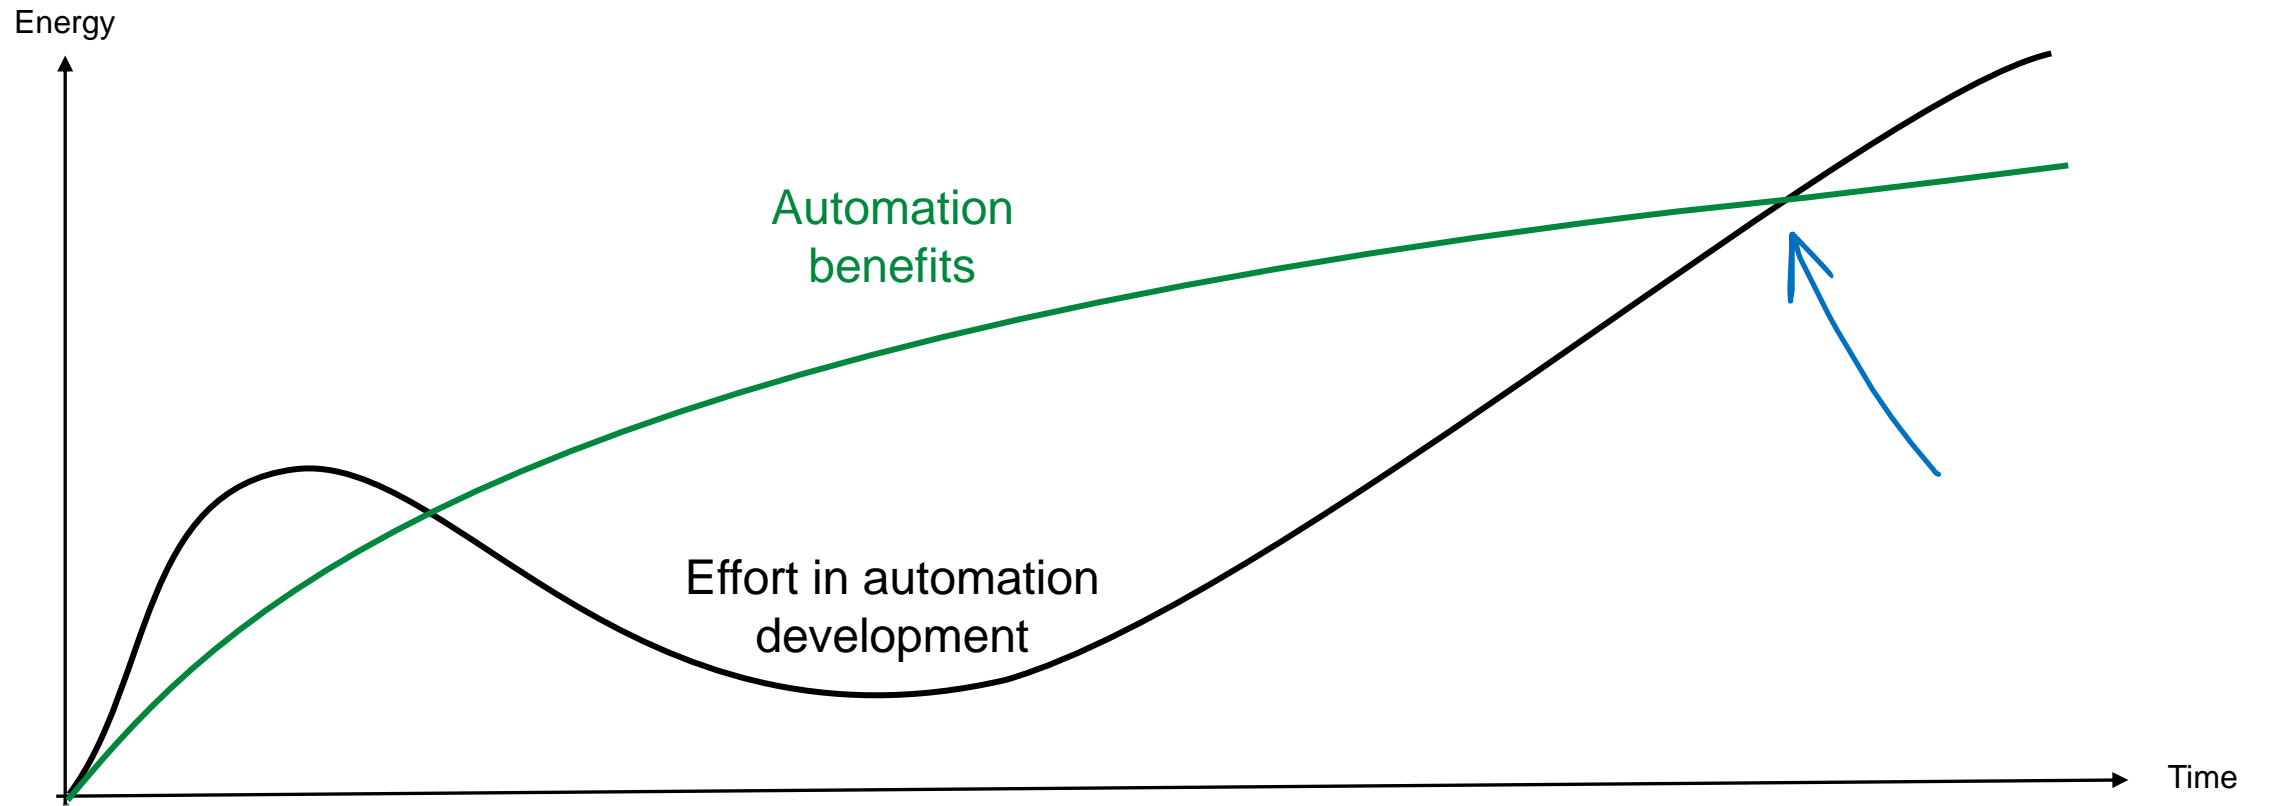 Energy
Automation
benefits
Effort in automation
development
Time